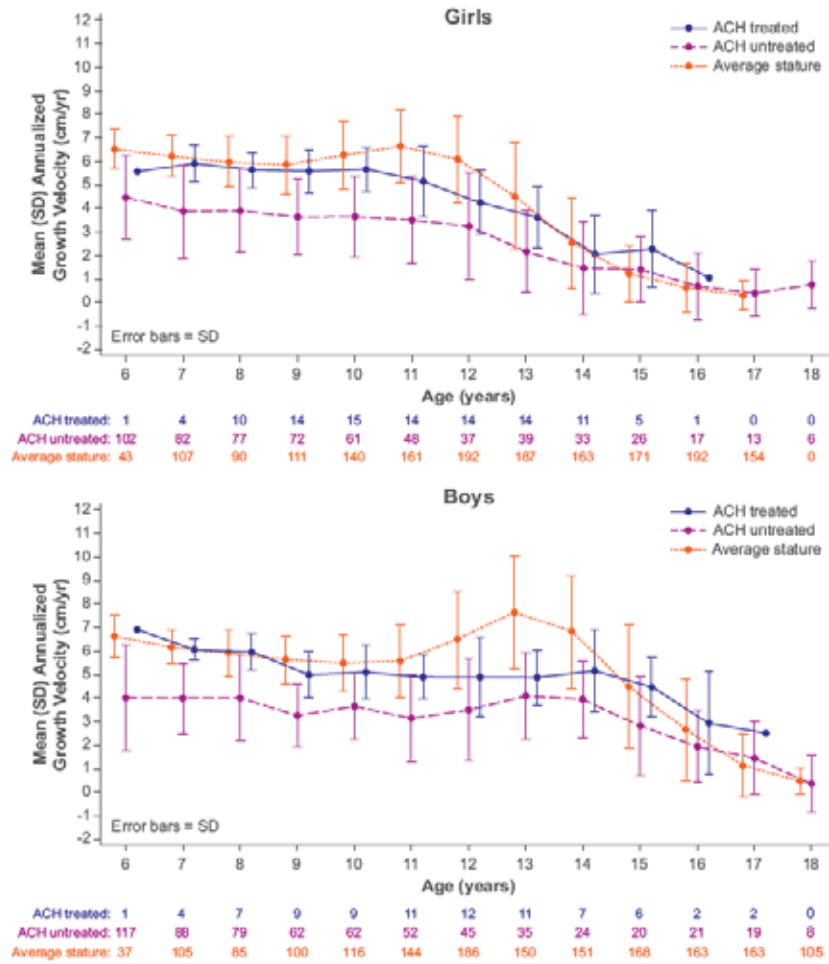 Girls
ACH treated
ACH untreated
Average stature
Mean (SD) Annualized
Growth Velocity (cm/yr)
12
11
10
9
8
7
6
5
4
3
2
1
0
-1
-2
Error bars = SD
6 7 8 9 10 11 12 13 14 15 16 17 18
Age (years)
ACH treated: 1 4 10 14 15 14 14 14 11 5 1 0 0
ACH untreated: 102 82 77 72 61 48 37 39 33 26 17 13 6
Average stature: 43 107 90 111 140 161 192 187 163 171 192 154 0
Boys
ACH treated
ACH untreated
Average stature
Mean (SD) Annualized
Growth Velocity (cm/yr)
12
11
10
9
8
7
6
5
4
3
2
1
0
-1
-2
Error bars = SD
6 7 8 9 10 11 12 13 14 15 16 17 18
Age (years)
ACH treated: 1 4 7 9 9 11 12 11 7 6 2 2 0
ACH untreated: 117 88 79 62 62 52 45 35 24 20 21 19 8
Average stature: 37 105 85 100 116 144 186 150 151 168 163 163 105